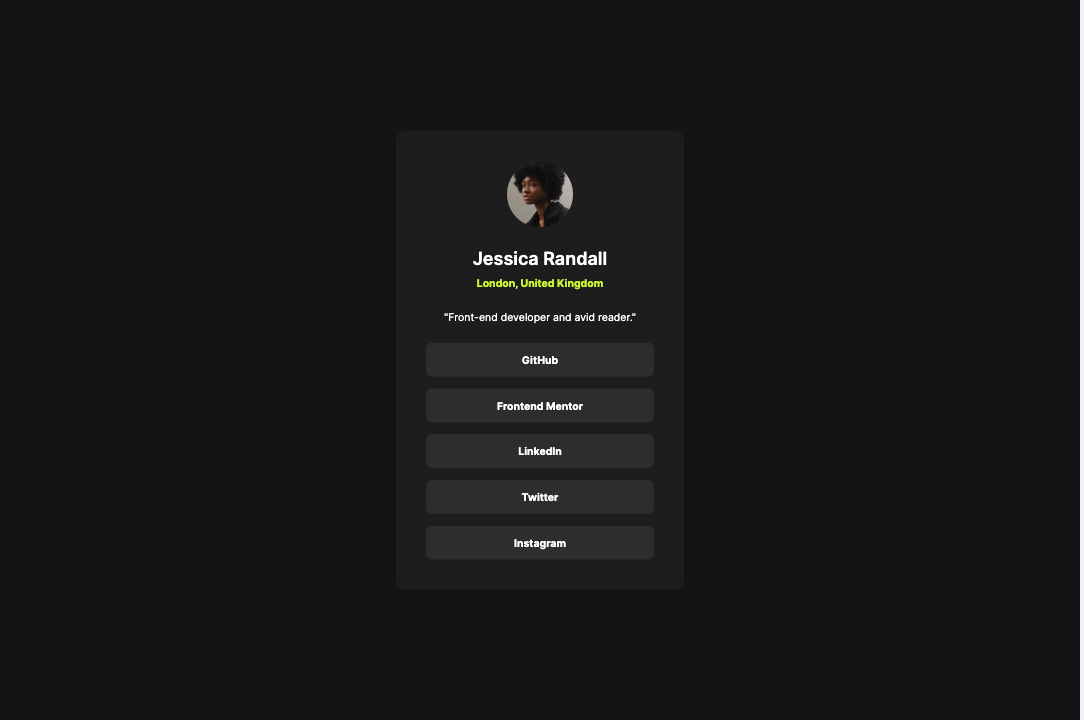 Jessica Randall
London, United Kingdom
"Front-end developer and avid reader."
GitHub
Frontend Mentor
LinkedIn
Twitter
Instagram